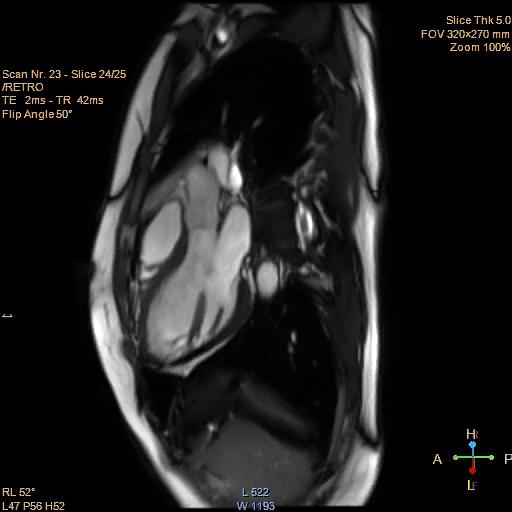 Slice Thk 5.0
FOV 320×270 mm
Zoom 100%
Scan Nr. 23 - Slice 24/25
/RETRO
TE 2ms - TR 42ms
Flip Angle 50°
A
P
RL 52°
L47 P56 H52
L 522
W 1193